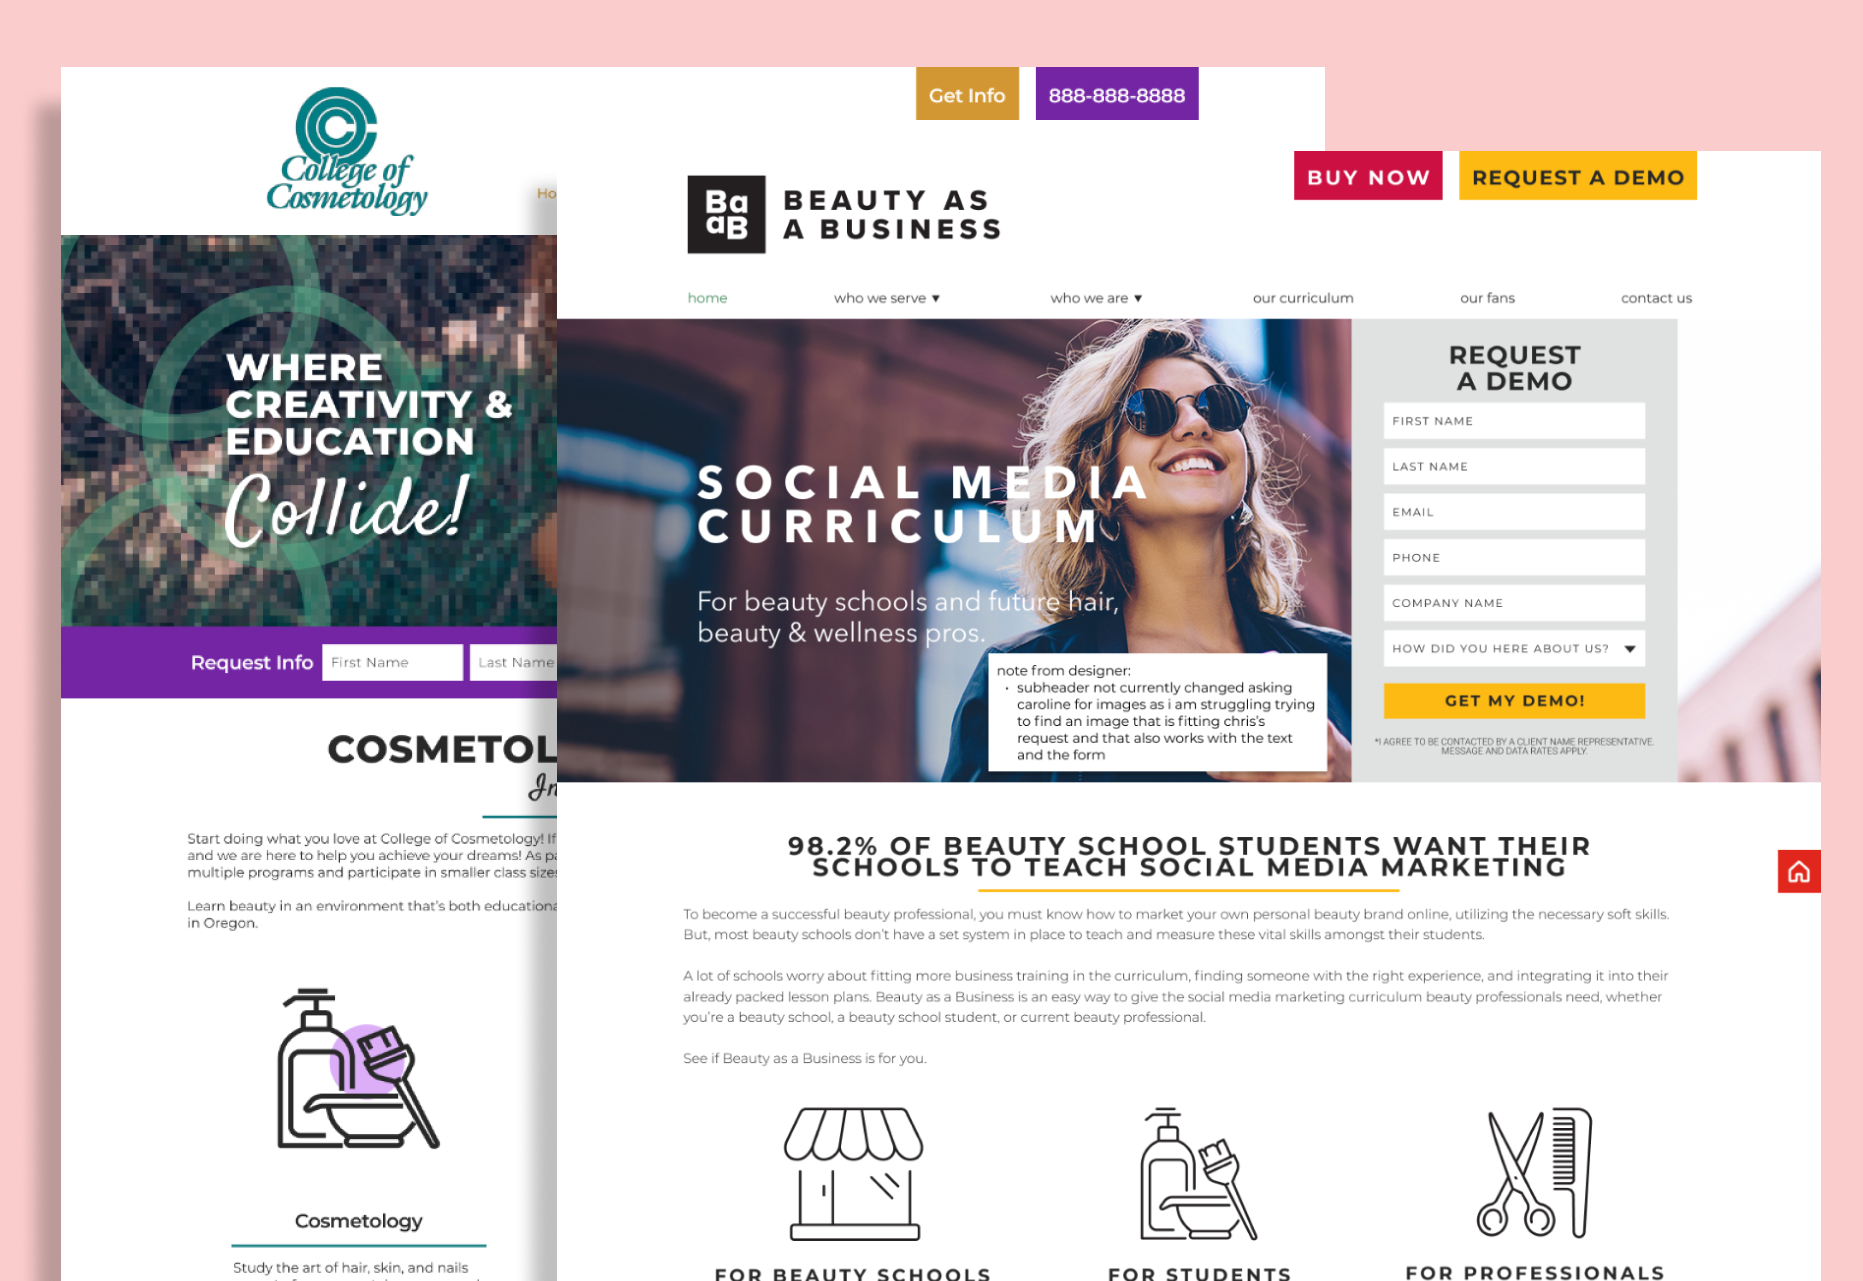 Get Info
888-888-8888
College of
Cosmetology
Ho
WHERE
CREATIVITY &
EDUCATION
Collide!
Request Info
First Name
Last Name
COSMETOL
In
Start doing what you love at College of Cosmetology! If
and we are here to help you achieve your dreams! As pa
multiple programs and participate in smaller class sizes
Learn beauty in an environment that's both educationa
in Oregon.
Cosmetology
Study the art of hair, skin, and nails
BUY NOW
REQUEST A DEMO
Ba
aB
BEAUTY AS
A BUSINESS
home
who we serve ▼
who we are ▼
our curriculum
our fans
contact us
SOCIAL MEDIA
CURRICULUM
For beauty schools and future hair,
beauty & wellness pros.
note from designer:
• subheader not currently changed asking
caroline for images as i am struggling trying
to find an image that is fitting chris's
request and that also works with the text
and the form
REQUEST
A DEMO
FIRST NAME
LAST NAME
EMAIL
PHONE
COMPANY NAME
HOW DID YOU HERE ABOUT US? ▼
GET MY DEMO!
*I AGREE TO BE CONTACTED BY A CLIENT NAME REPRESENTATIVE.
MESSAGE AND DATA RATES APPLY.
98.2% OF BEAUTY SCHOOL STUDENTS WANT THEIR
SCHOOLS TO TEACH SOCIAL MEDIA MARKETING
To become a successful beauty professional, you must know how to market your own personal beauty brand online, utilizing the necessary soft skills.
But, most beauty schools don't have a set system in place to teach and measure these vital skills amongst their students.
A lot of schools worry about fitting more business training in the curriculum, finding someone with the right experience, and integrating it into their
already packed lesson plans. Beauty as a Business is an easy way to give the social media marketing curriculum beauty professionals need, whether
you're a beauty school, a beauty school student, or current beauty professional.
See if Beauty as a Business is for you.
FOR BEAUTY SCHOOLS
FOR STUDENTS
FOR PROFESSIONALS